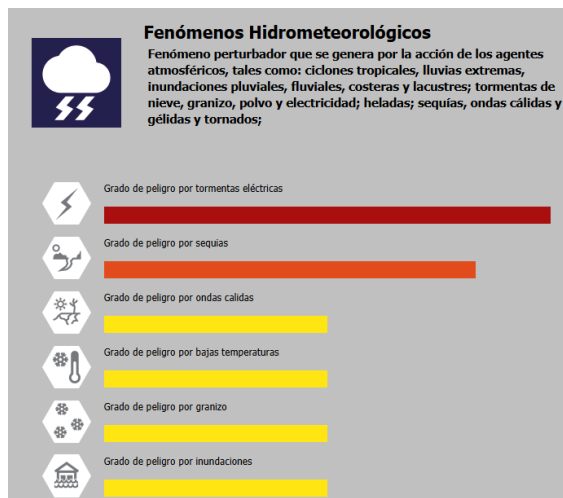 Fenómenos Hidrometeorológicos
Fenómeno perturbador que se genera por la acción de los agentes
atmosféricos, tales como: ciclones tropicales, lluvias extremas,
inundaciones pluviales, fluviales, costeras y lacustres; tormentas de
nieve, granizo, polvo y electricidad; heladas; sequías, ondas cálidas y
gélidas y tornados;
Grado de peligro por tormentas eléctricas
Grado de peligro por sequias
Grado de peligro por ondas calidas
Grado de peligro por bajas temperaturas
Grado de peligro por granizo
Grado de peligro por inundaciones